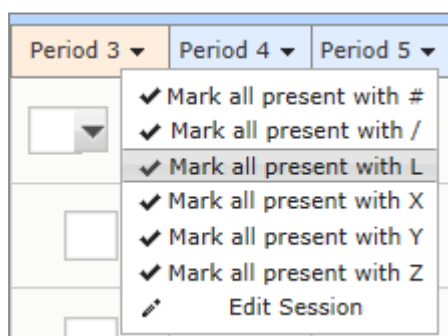 Period 3 Period 4 Period 5
Mark all present with #
Mark all present with /
Mark all present with L
Mark all present with X
Mark all present with Y
Mark all present with Z
Edit Session